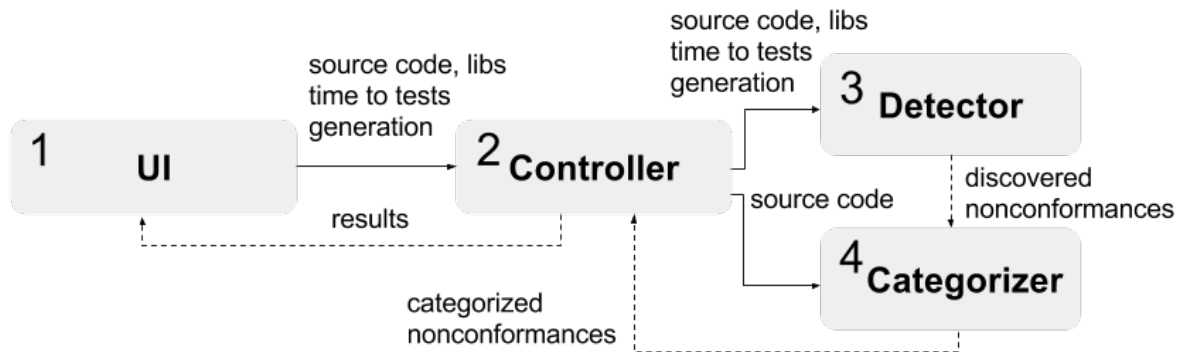 1
UI
source code, libs
time to tests
generation
2
Controller
results
source code, libs
time to tests
generation
3
Detector
source code
discovered
nonconformances
4
Categorizer
categorized
nonconformances